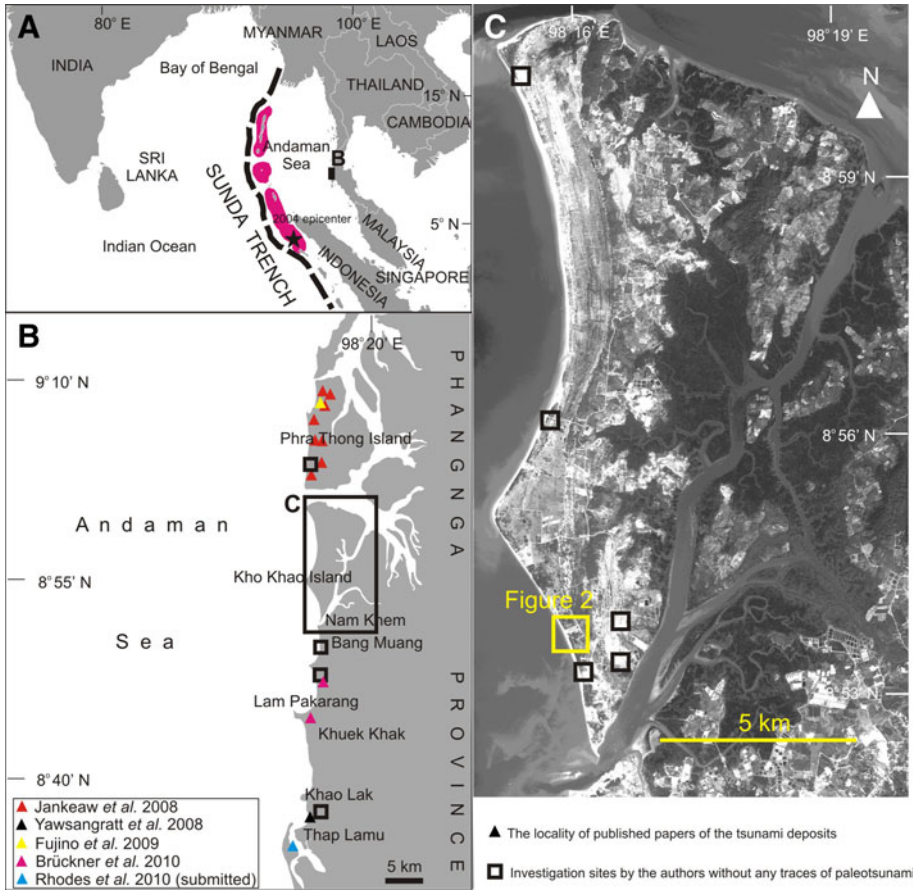 A
80° E
100° E
MYANMAR
LAOS
INDIA
Bay of Bengal
THAILAND
15° N
CAMBODIA
Andaman
Sea
B
SRI
LANKA
SUNDA TRENCH
2004 epicenter
5° N
MALAYSIA
Indian Ocean
INDONESIA
SINGAPORE
B
98° 20' E
9° 10' N
PHANGNGA
Phra Thong Island
C
Andaman
Kho Khao Island
8° 55' N
Nam Khem
Sea
Bang Muang
PROVINCE
Lam Pakarang
Khuek Khak
8° 40' N
Khao Lak
Thap Lamu
Jankeaw et al. 2008
Yawsangratt et al. 2008
Fujino et al. 2009
Brückner et al. 2010
Rhodes et al. 2010 (submitted)
5 km
C
98° 16' E
98° 19' E
N
8° 59' N
8° 56' N
Figure 2
8° 53' N
5 km
The locality of published papers of the tsunami deposits
Investigation sites by the authors without any traces of paleotsunami